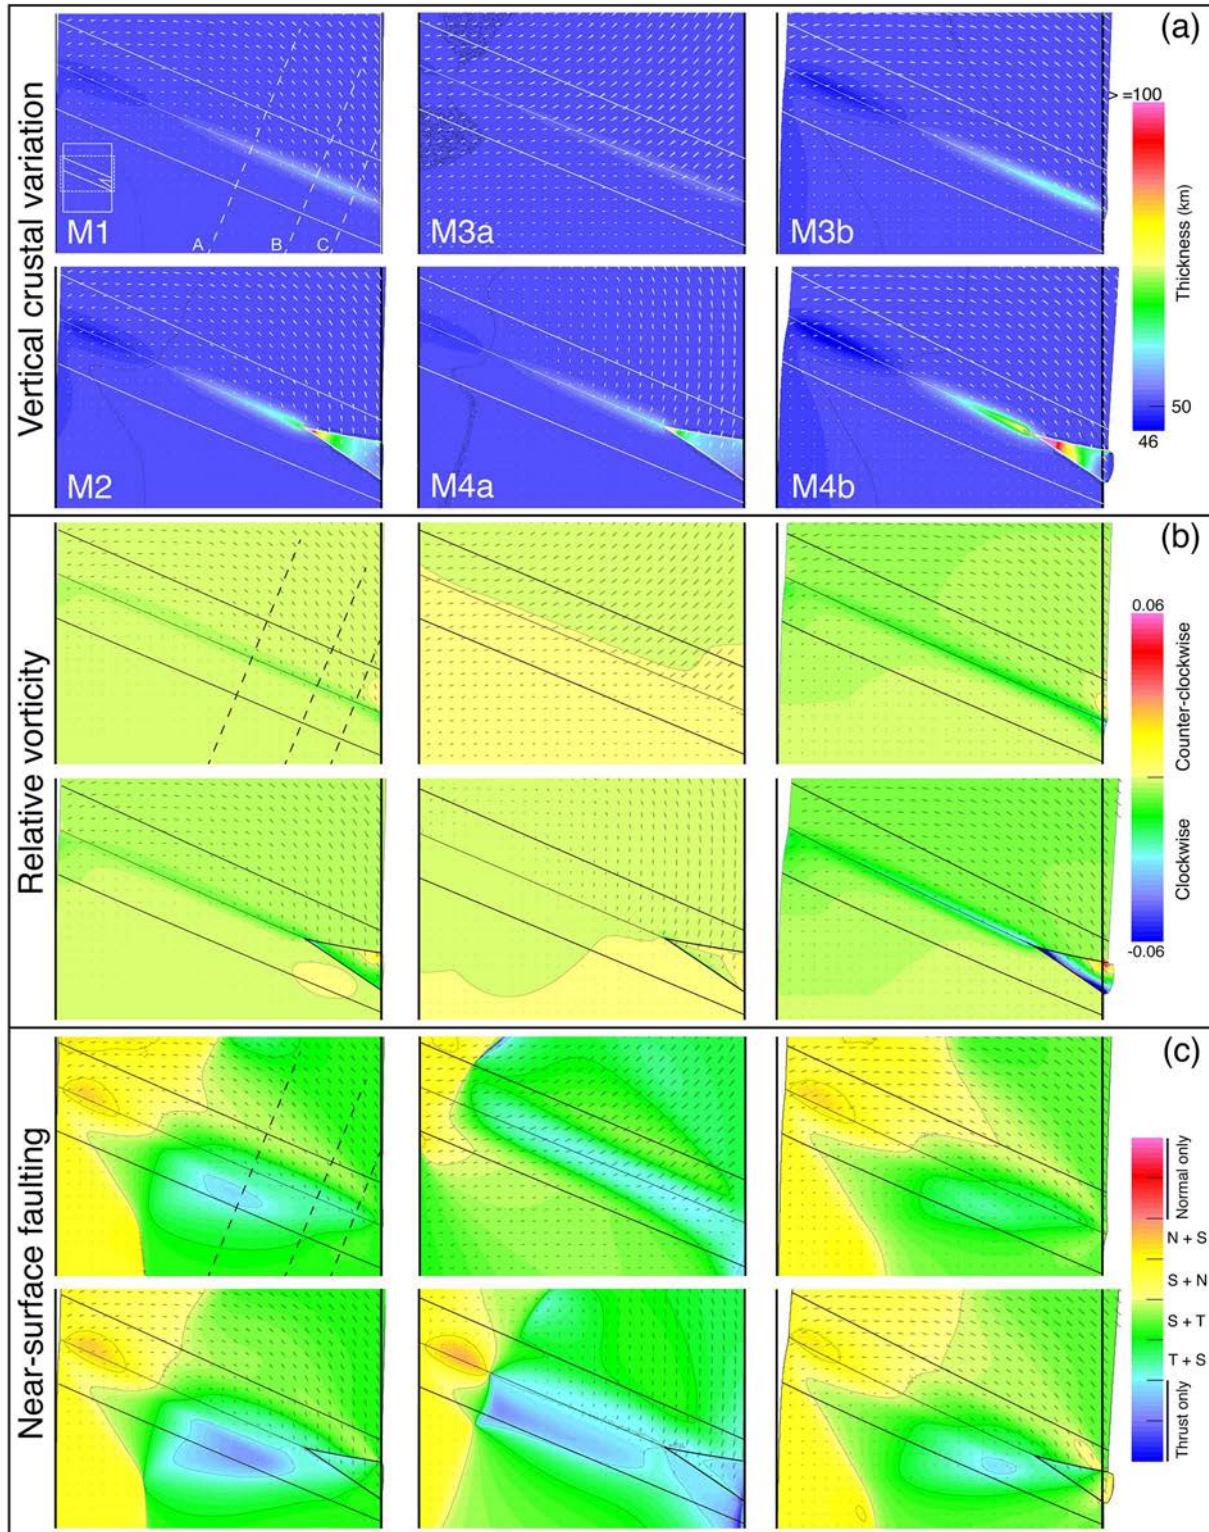 Vertical crustal variation
(a)
M1
A
B
C
M3a
M3b
> =100
Thickness (km)
50
46
M2
M4a
M4b
Relative vorticity
(b)
0.06
Counter-clockwise
Clockwise
-0.06
Near-surface faulting
(c)
Normal only
N + S
S + N
S + T
T + S
Thrust only